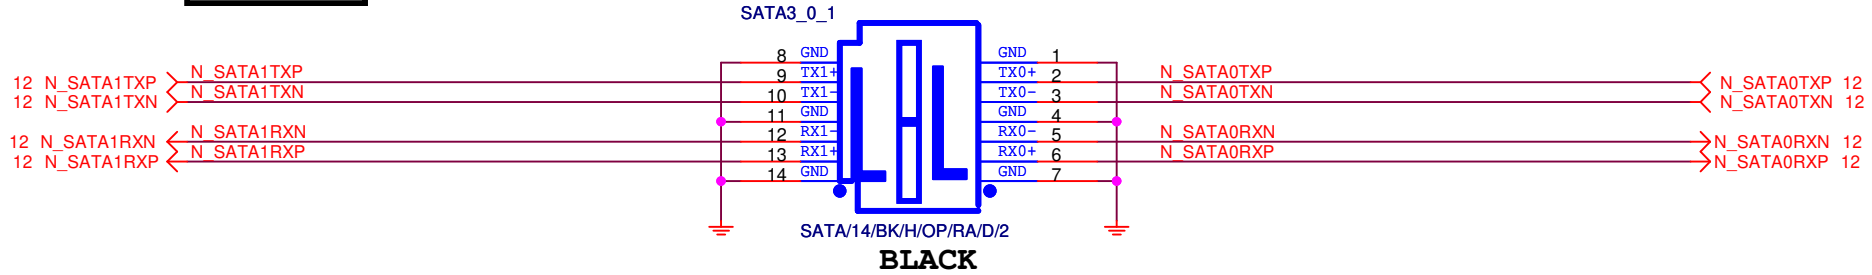 SATA3_0_1
8 GND GND 1
12 N_SATA1TXP N_SATA1TXP 9 TX1+ TX0+ 2 N_SATA0TXP N_SATA0TXP 12
12 N_SATA1TXN N_SATA1TXN 10 TX1- TX0- 3 N_SATA0TXN N_SATA0TXN 12
11 GND GND 4
12 N_SATA1RXN N_SATA1RXN 12 RX1- RX0- 5 N_SATA0RXN N_SATA0RXN 12
12 N_SATA1RXP N_SATA1RXP 13 RX1+ RX0+ 6 N_SATA0RXP N_SATA0RXP 12
14 GND GND 7
SATA/14/BK/H/OP/RA/D/2
BLACK